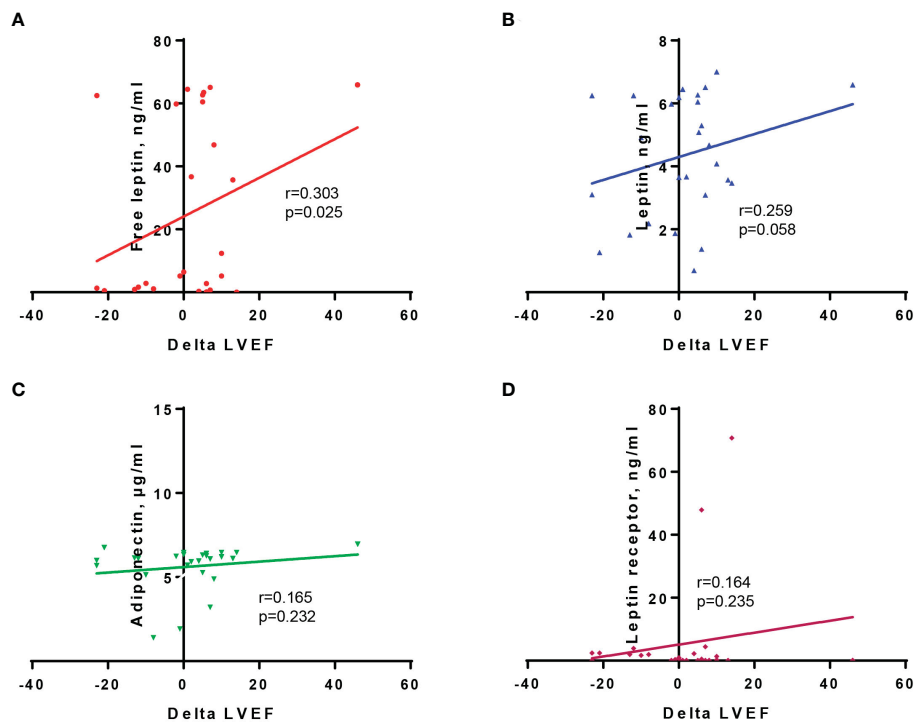 A
Free leptin, ng/ml
80
60
40
20
0
r=0.303
p=0.025
-40 -20 0 20 40 60
Delta LVEF
B
Leptin, ng/ml
8
6
4
2
0
r=0.259
p=0.058
-40 -20 0 20 40 60
Delta LVEF
C
Adiponectin, µg/ml
15
10
5
0
r=0.165
p=0.232
-40 -20 0 20 40 60
Delta LVEF
D
Leptin receptor, ng/ml
80
60
40
20
r=0.164
p=0.235
-40 -20 0 20 40 60
Delta LVEF